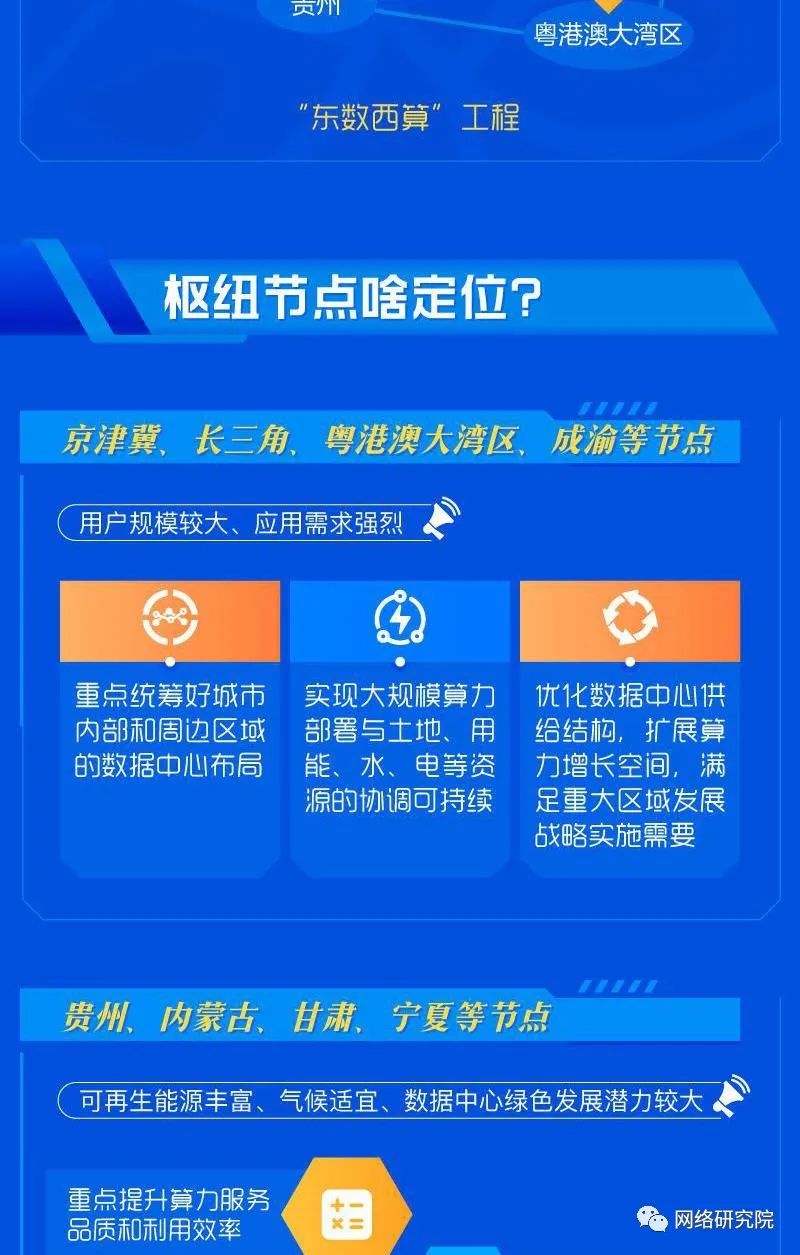 贵州
粤港澳大湾区
“东数西算” 工程
枢纽节点啥定位？
京津冀、长三角、粤港澳大湾区、成渝等节点
用户规模较大、应用需求强烈
重点统筹好城市
内部和周边区域
的数据中心布局
实现大规模算力
部署与土地、用
能、水、电等资
源的协调可持续
优化数据中心供
给结构，扩展算
力增长空间，满
足重大区域发展
战略实施需要
贵州、内蒙古、甘肃、宁夏等节点
可再生能源丰富、气候适宜、数据中心绿色发展潜力较大
重点提升算力服务
品质和利用效率
网络研究院